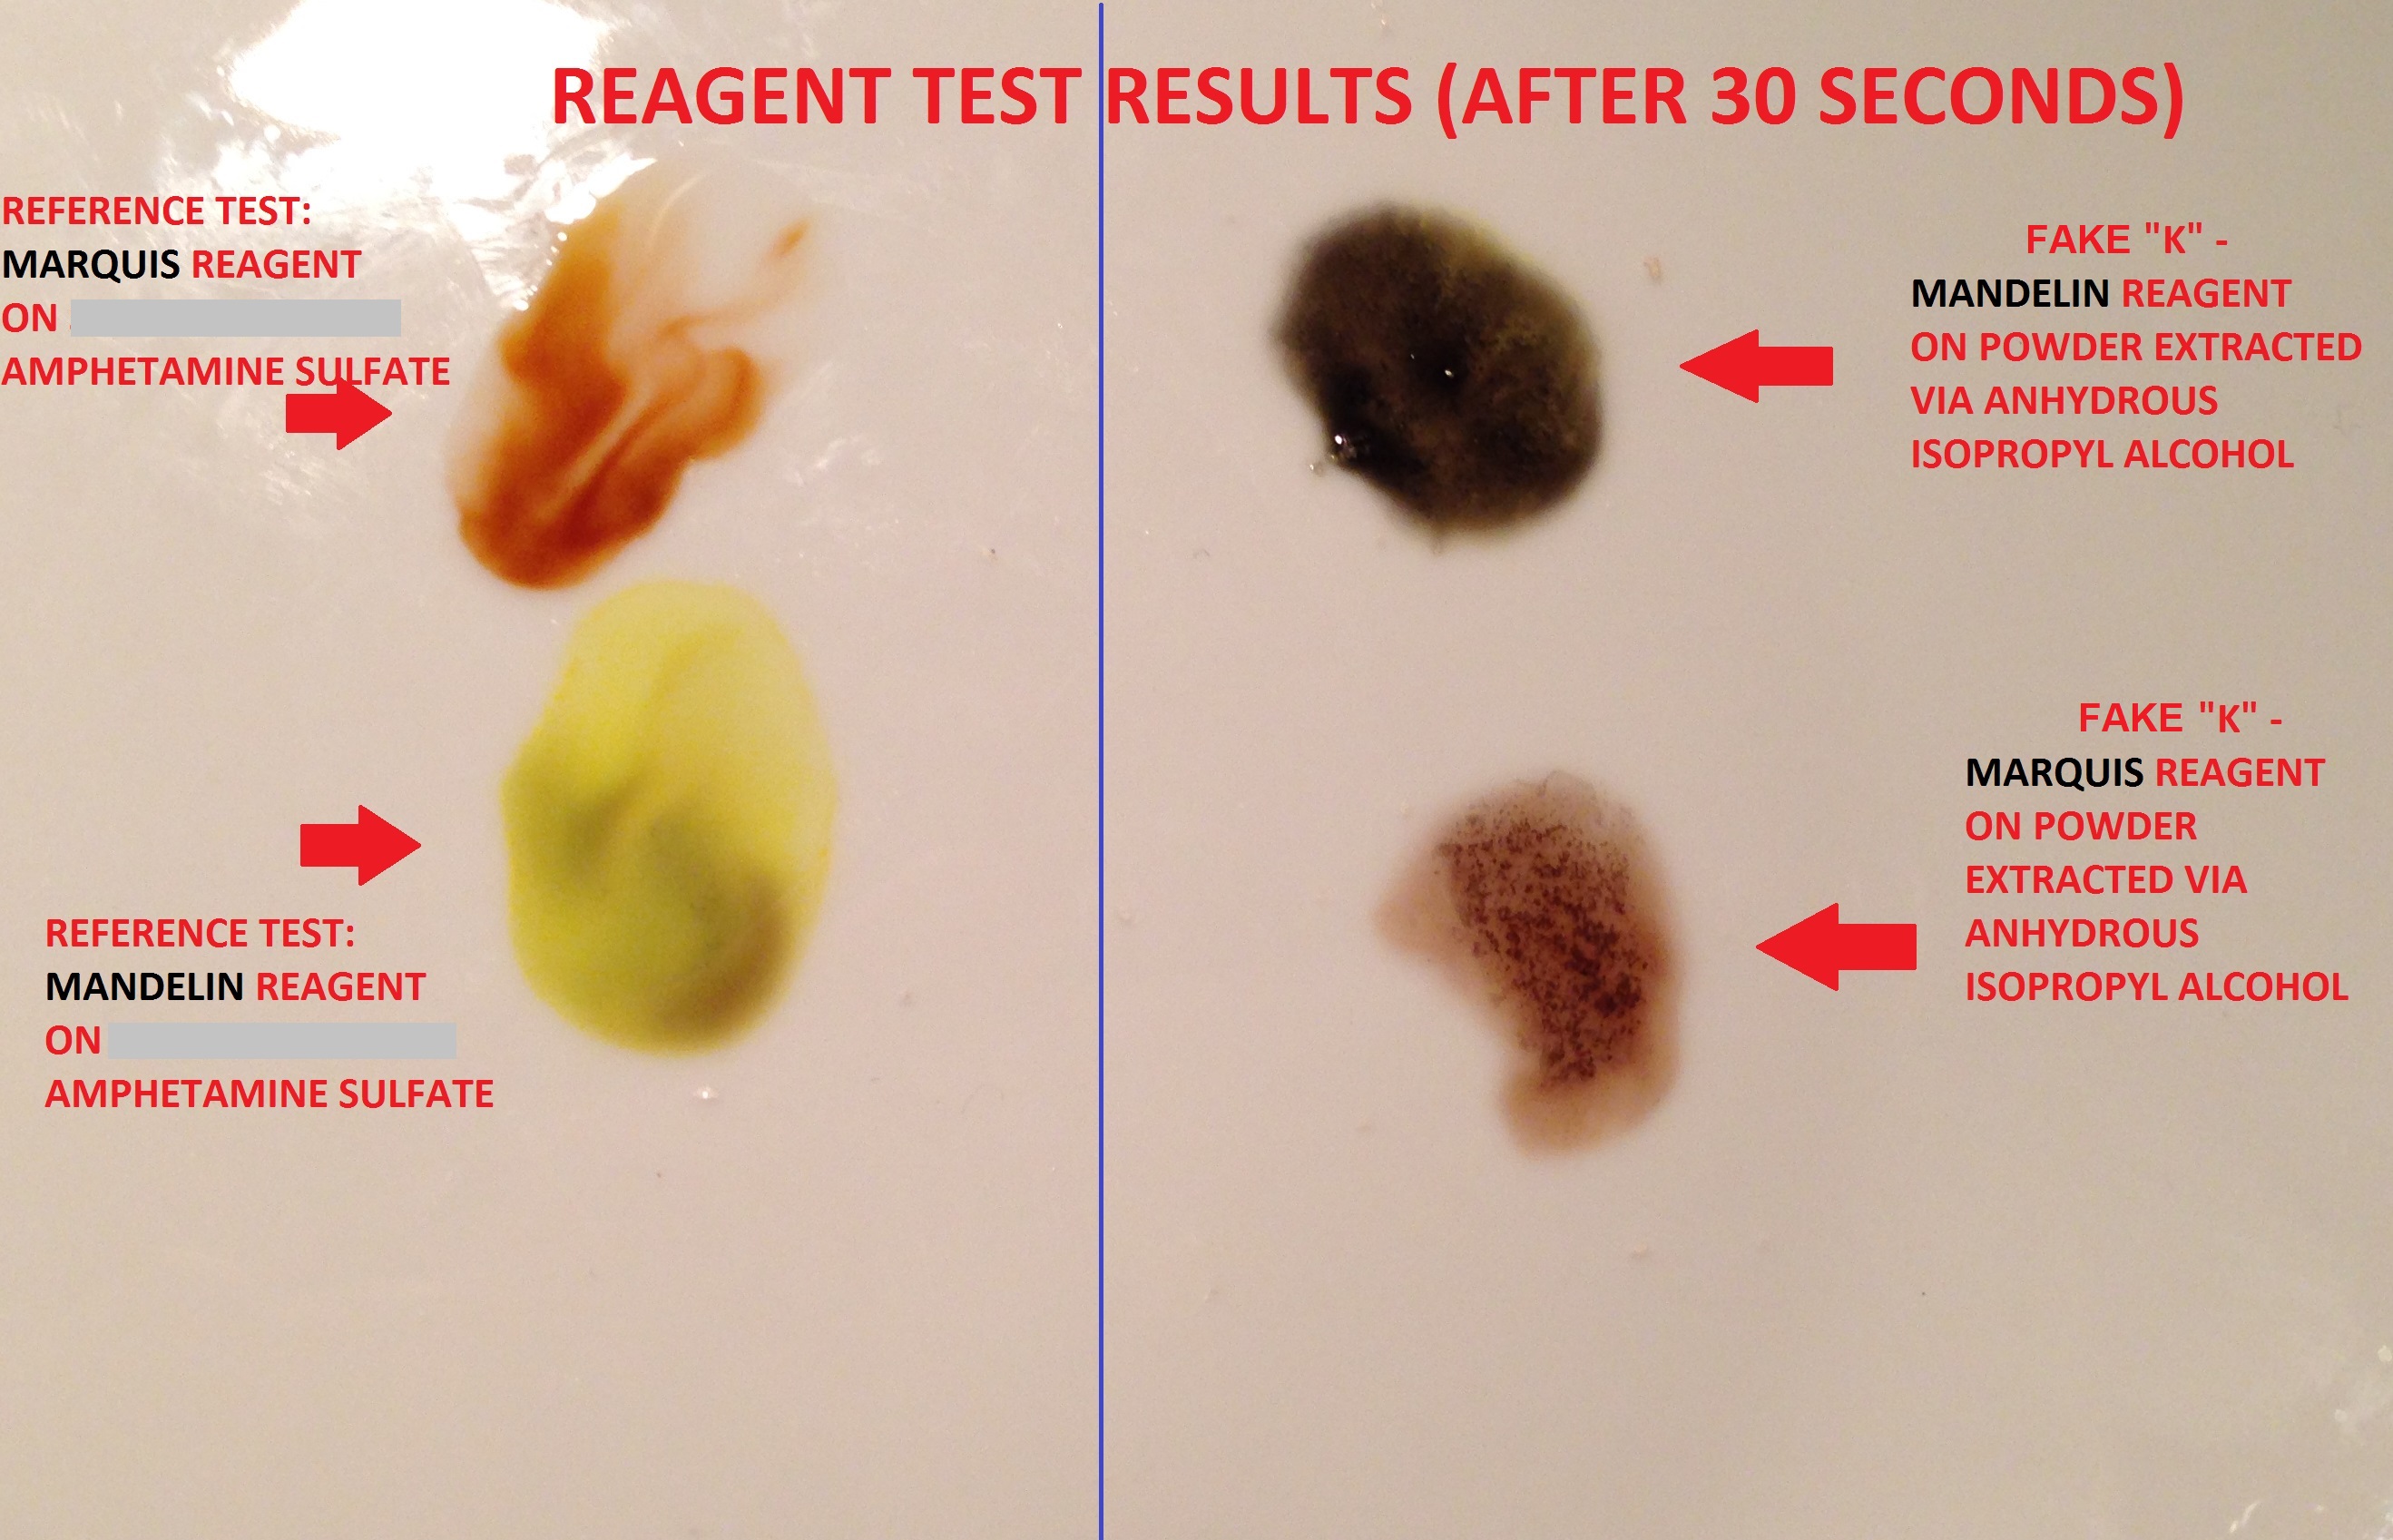 REAGENT TEST RESULTS (AFTER 30 SECONDS)
REFERENCE TEST:
MARQUIS REAGENT
ON
AMPHETAMINE SULFATE
REFERENCE TEST:
MANDELIN REAGENT
ON
AMPHETAMINE SULFATE
FAKE "K" -
MANDELIN REAGENT
ON POWDER EXTRACTED
VIA ANHYDROUS
ISOPROPYL ALCOHOL
FAKE "K" -
MARQUIS REAGENT
ON POWDER
EXTRACTED VIA
ANHYDROUS
ISOPROPYL ALCOHOL